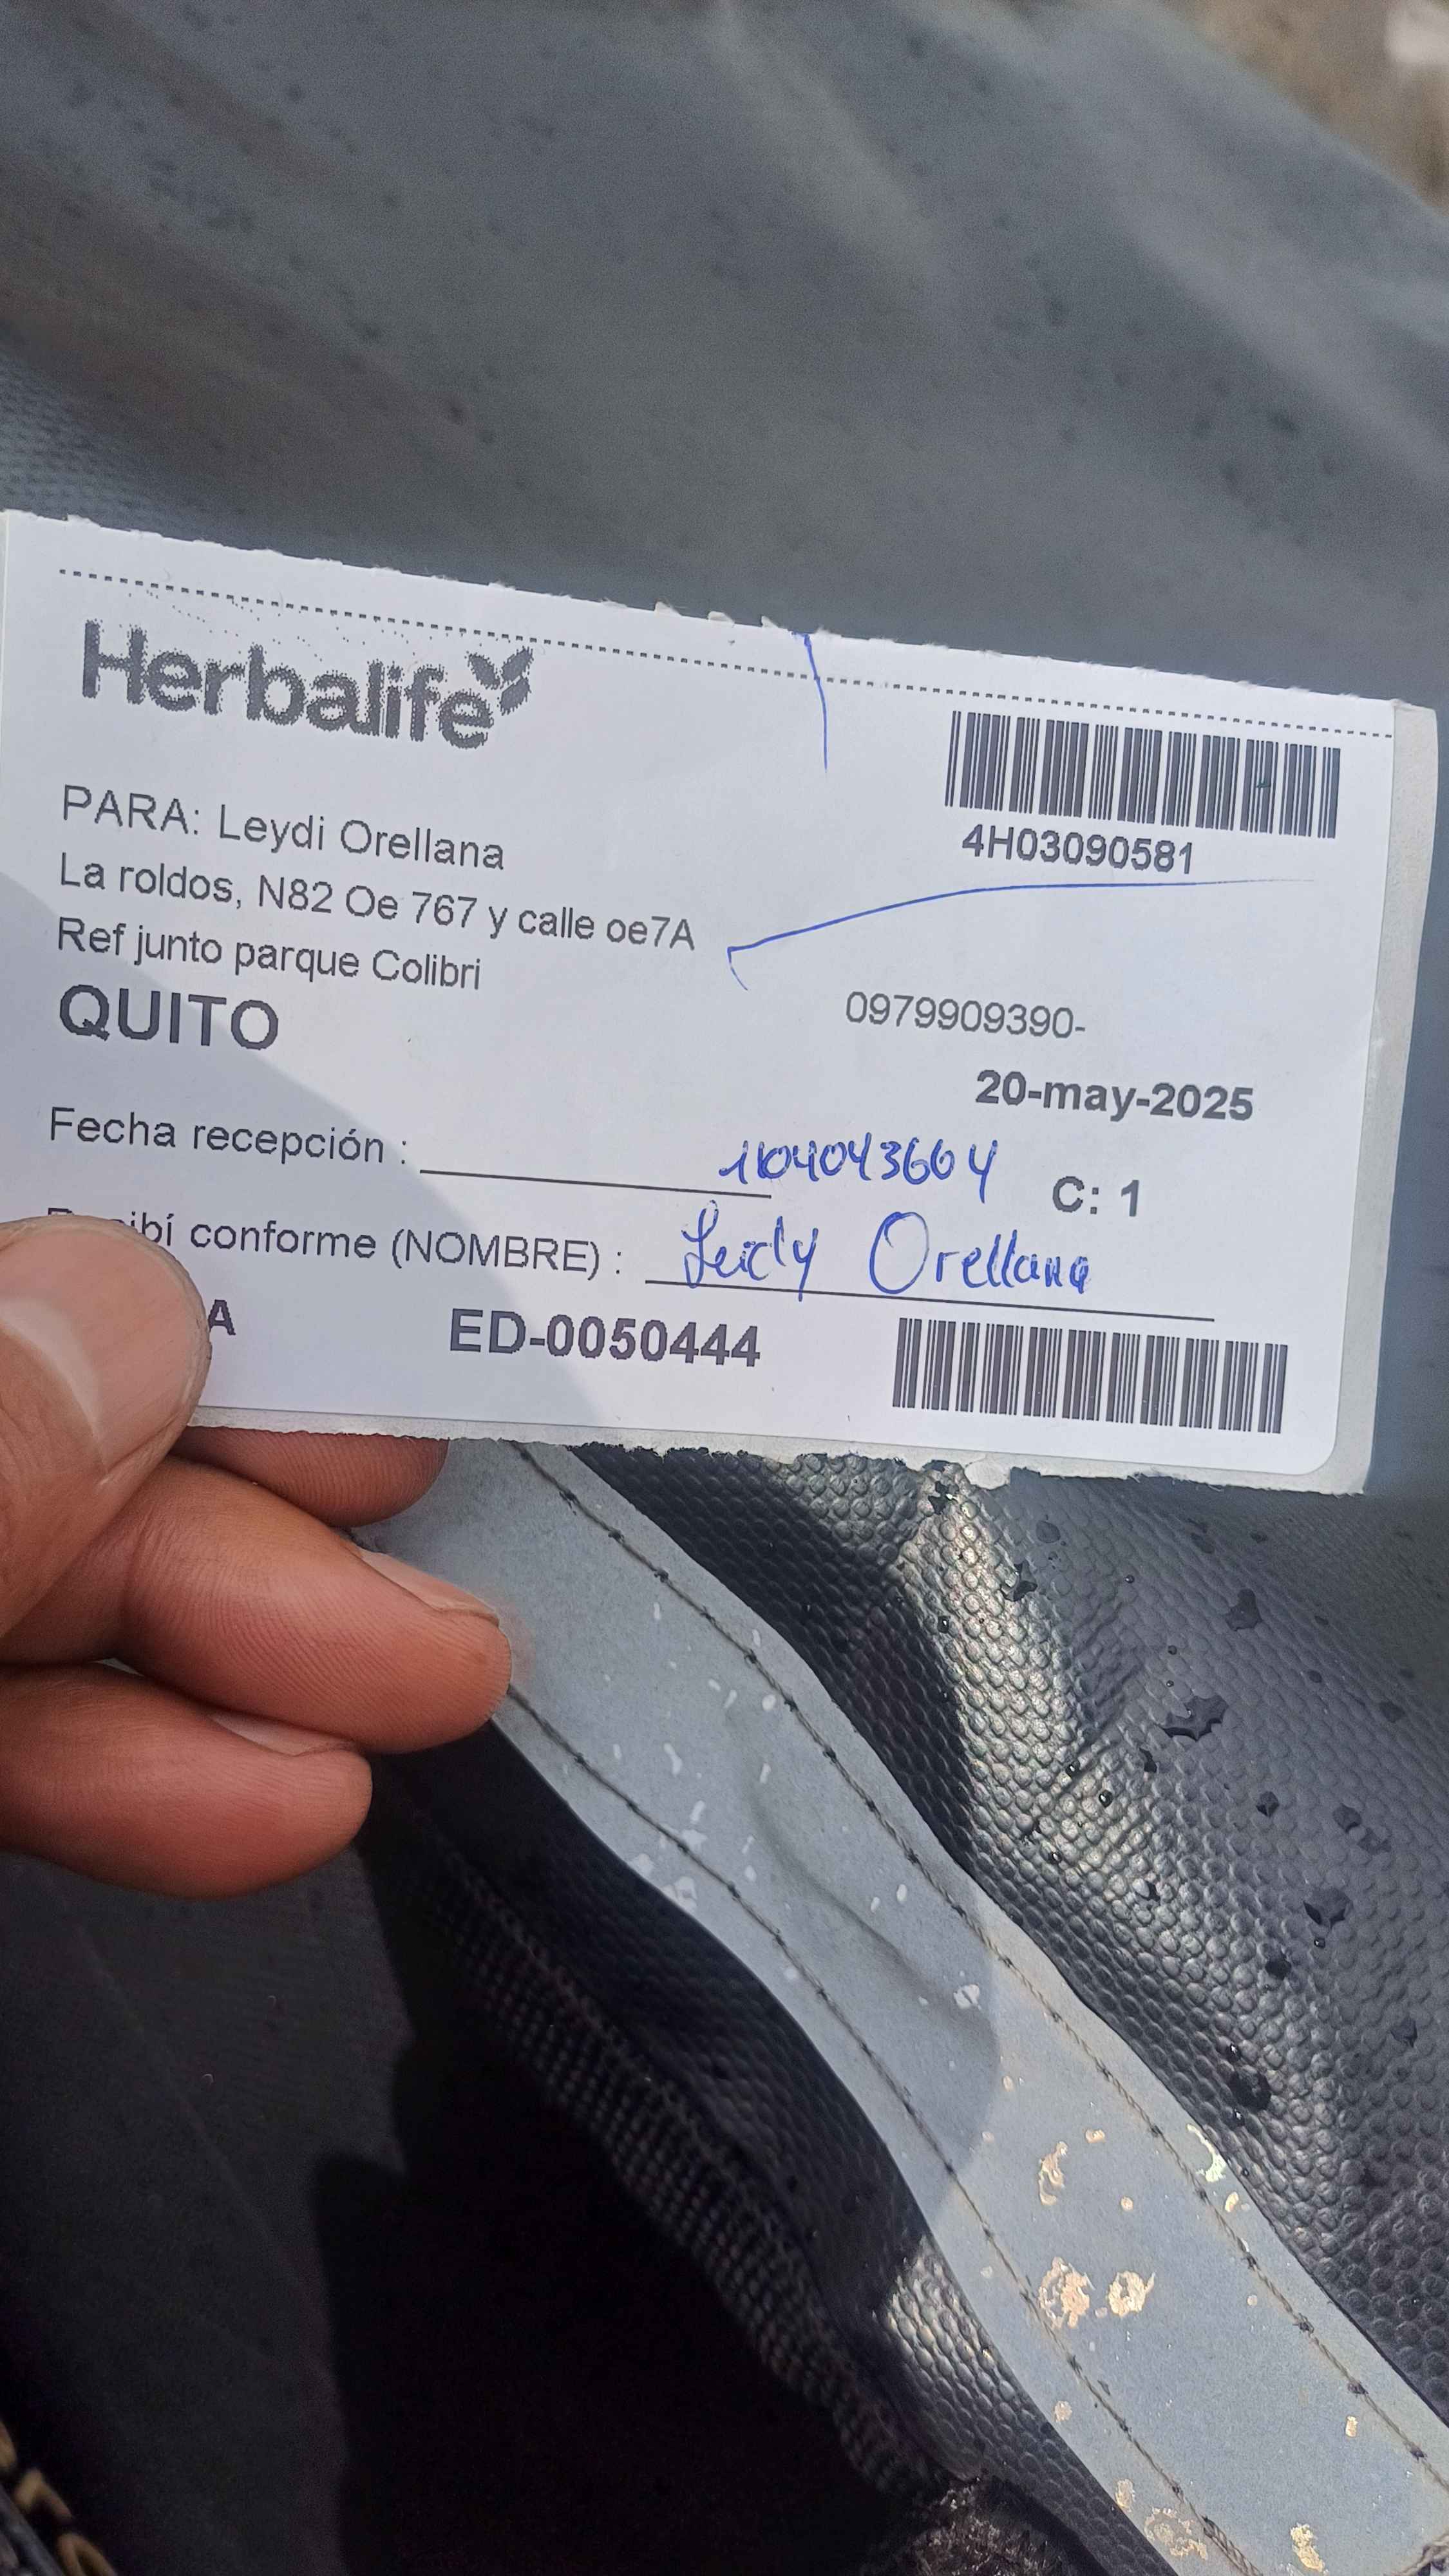 Herbalife
4H03090581
PARA: Leydi Orellana
La roldos, N82 Oe 767 y calle oe7A
Ref junto parque Colibri
QUITO
0979909390-
20-may-2025
Fecha recepción : 1104043664
C: 1
conforme (NOMBRE) : Leidy Orellana
A
ED-0050444